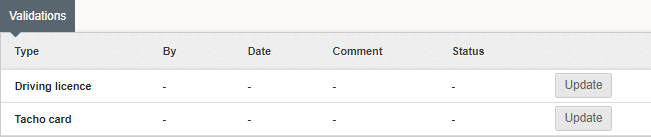 Validations
Type By Date Comment Status
Driving licence - - - - Update
Tacho card - - - - Update